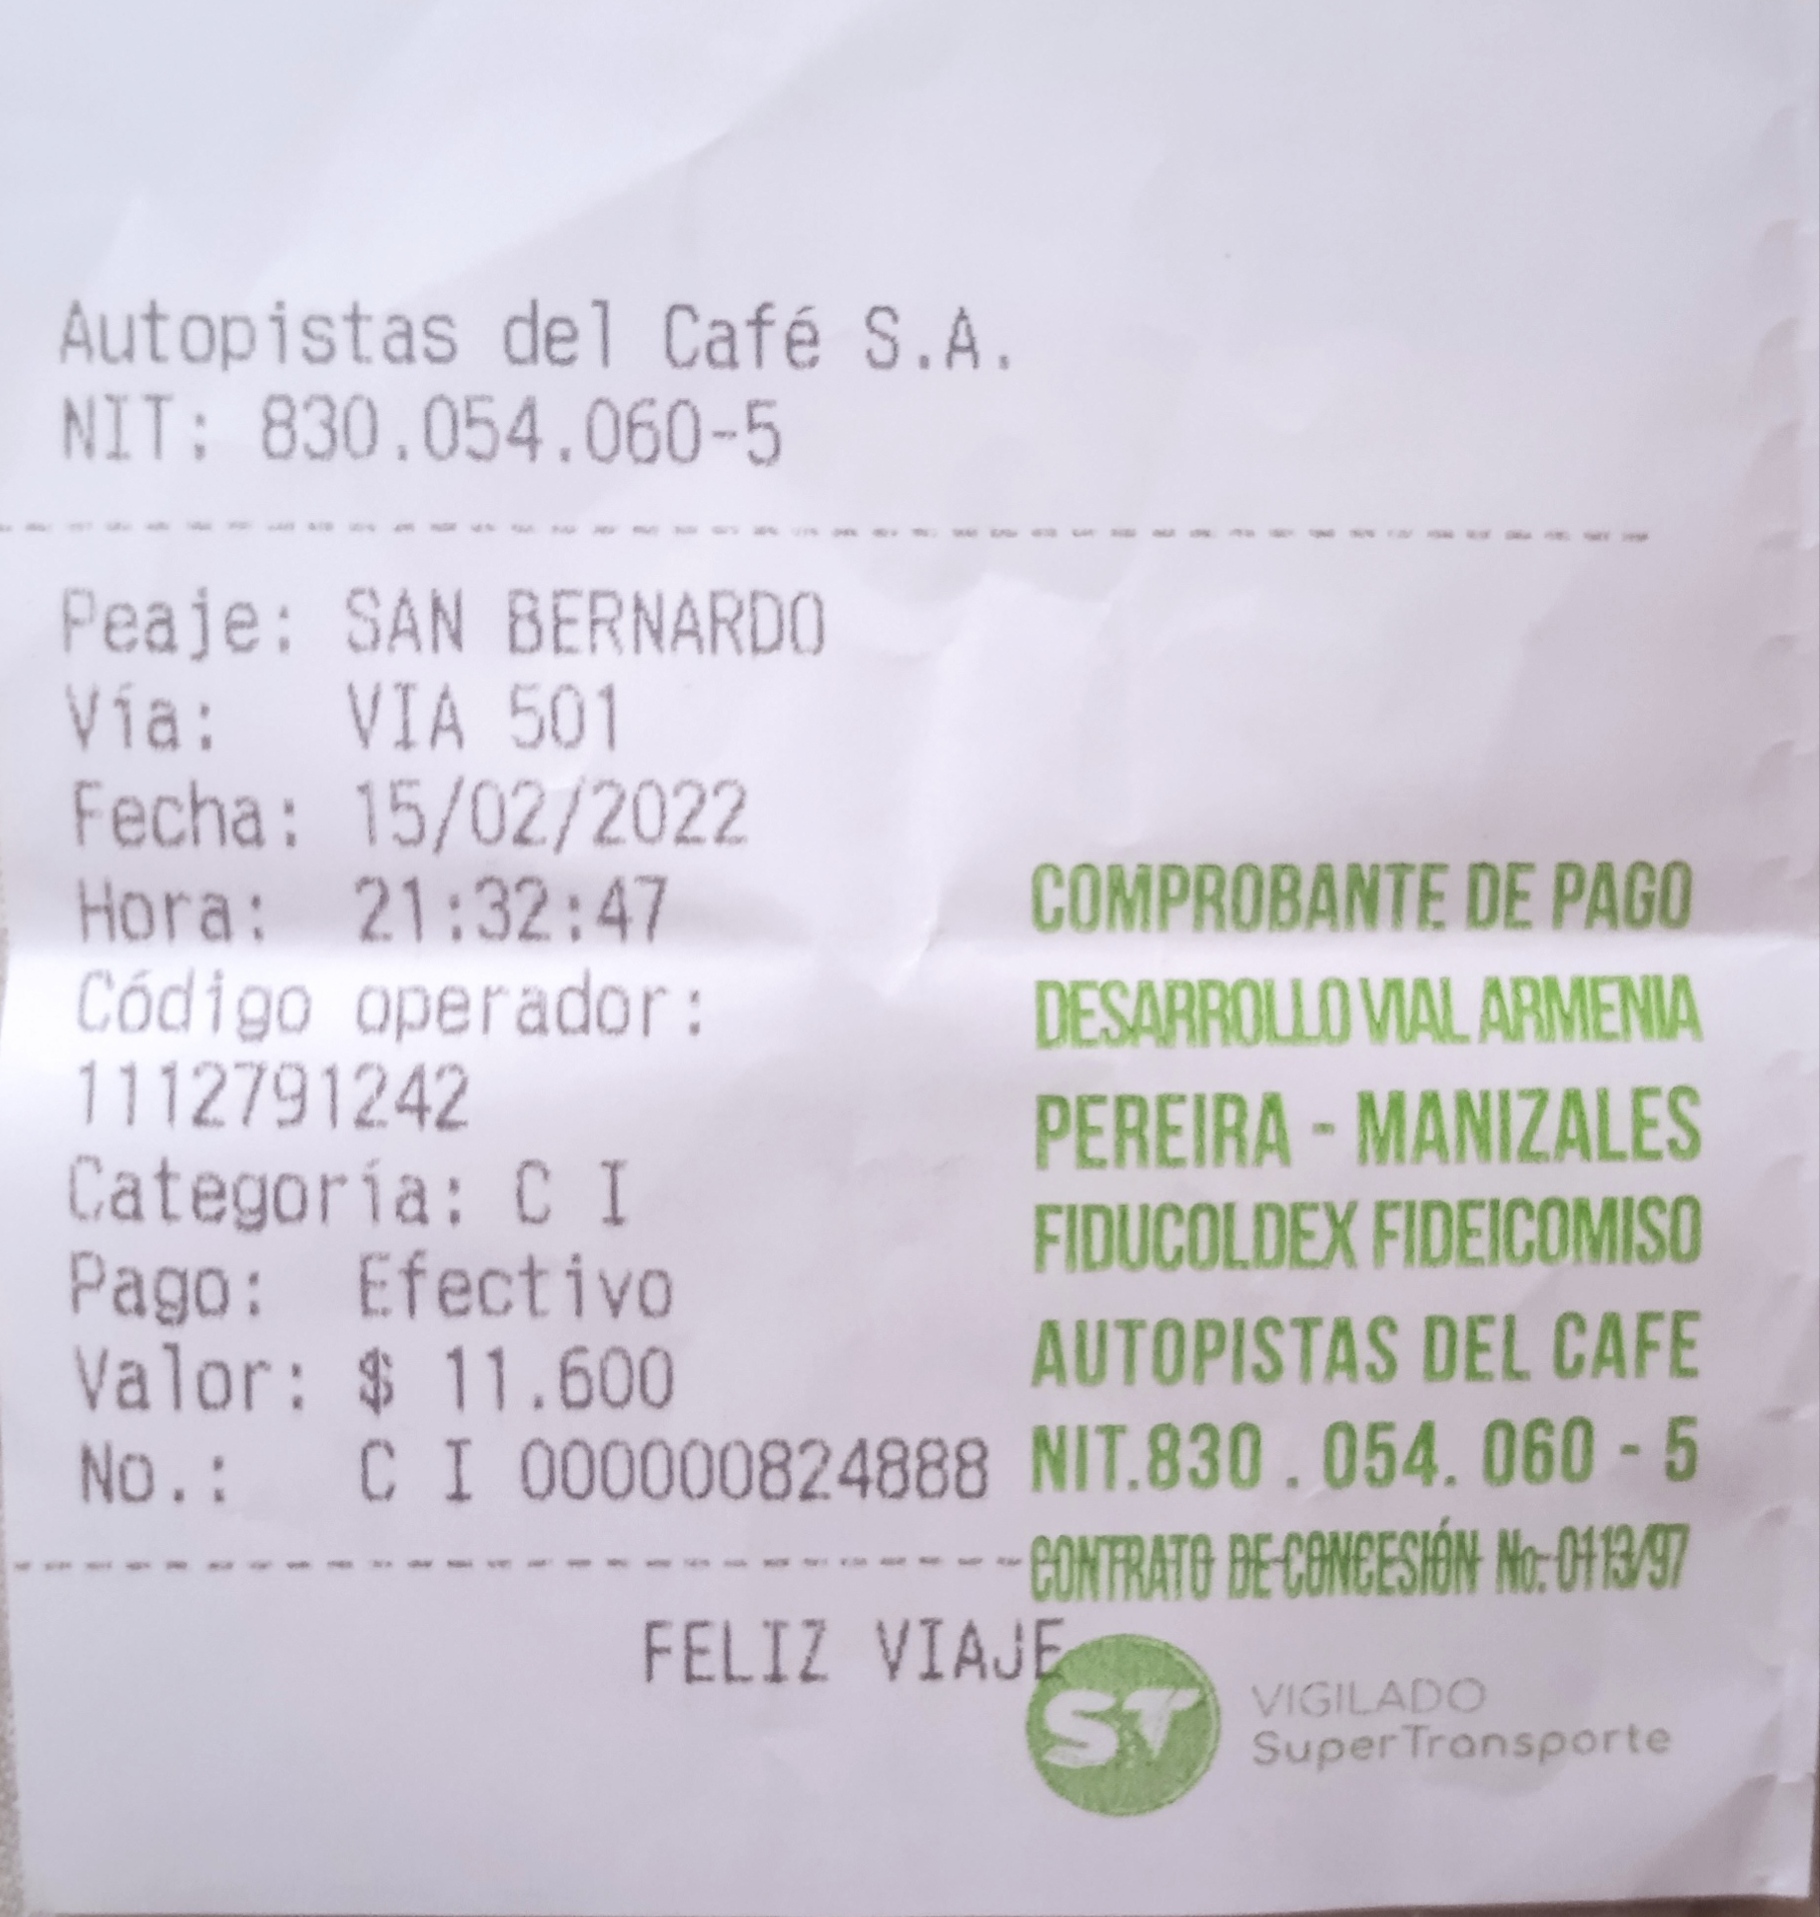 Autopistas del Café S.A.
NIT: 830.054.060-5
Peaje: SAN BERNARDO
Vía: VIA 501
Fecha: 15/02/2022
Hora: 21:32:47
Código operador:
1112791242
Categoría: C I
Pago: Efectivo
Valor: $ 11.600
No.: C I 000000824888
FELIZ VIAJE
COMPROBANTE DE PAGO
DESARROLLO VIAL ARMENIA
PEREIRA - MANIZALES
FIDUCOLDEX FIDEICOMISO
AUTOPISTAS DEL CAFE
NIT.830 . 054. 060 - 5
CONTRATO DE CONCESIÓN No. 0113/97
ST
VIGILADO
SuperTransporte